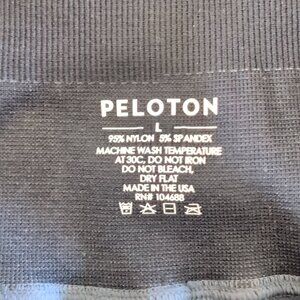 PELOTON
L
95% NYLON 5% SPANDEX
MACHINE WASH TEMPERATURE
AT 30C, DO NOT IRON
DO NOT BLEACH,
DRY FLAT
MADE IN THE USA
RN# 104688